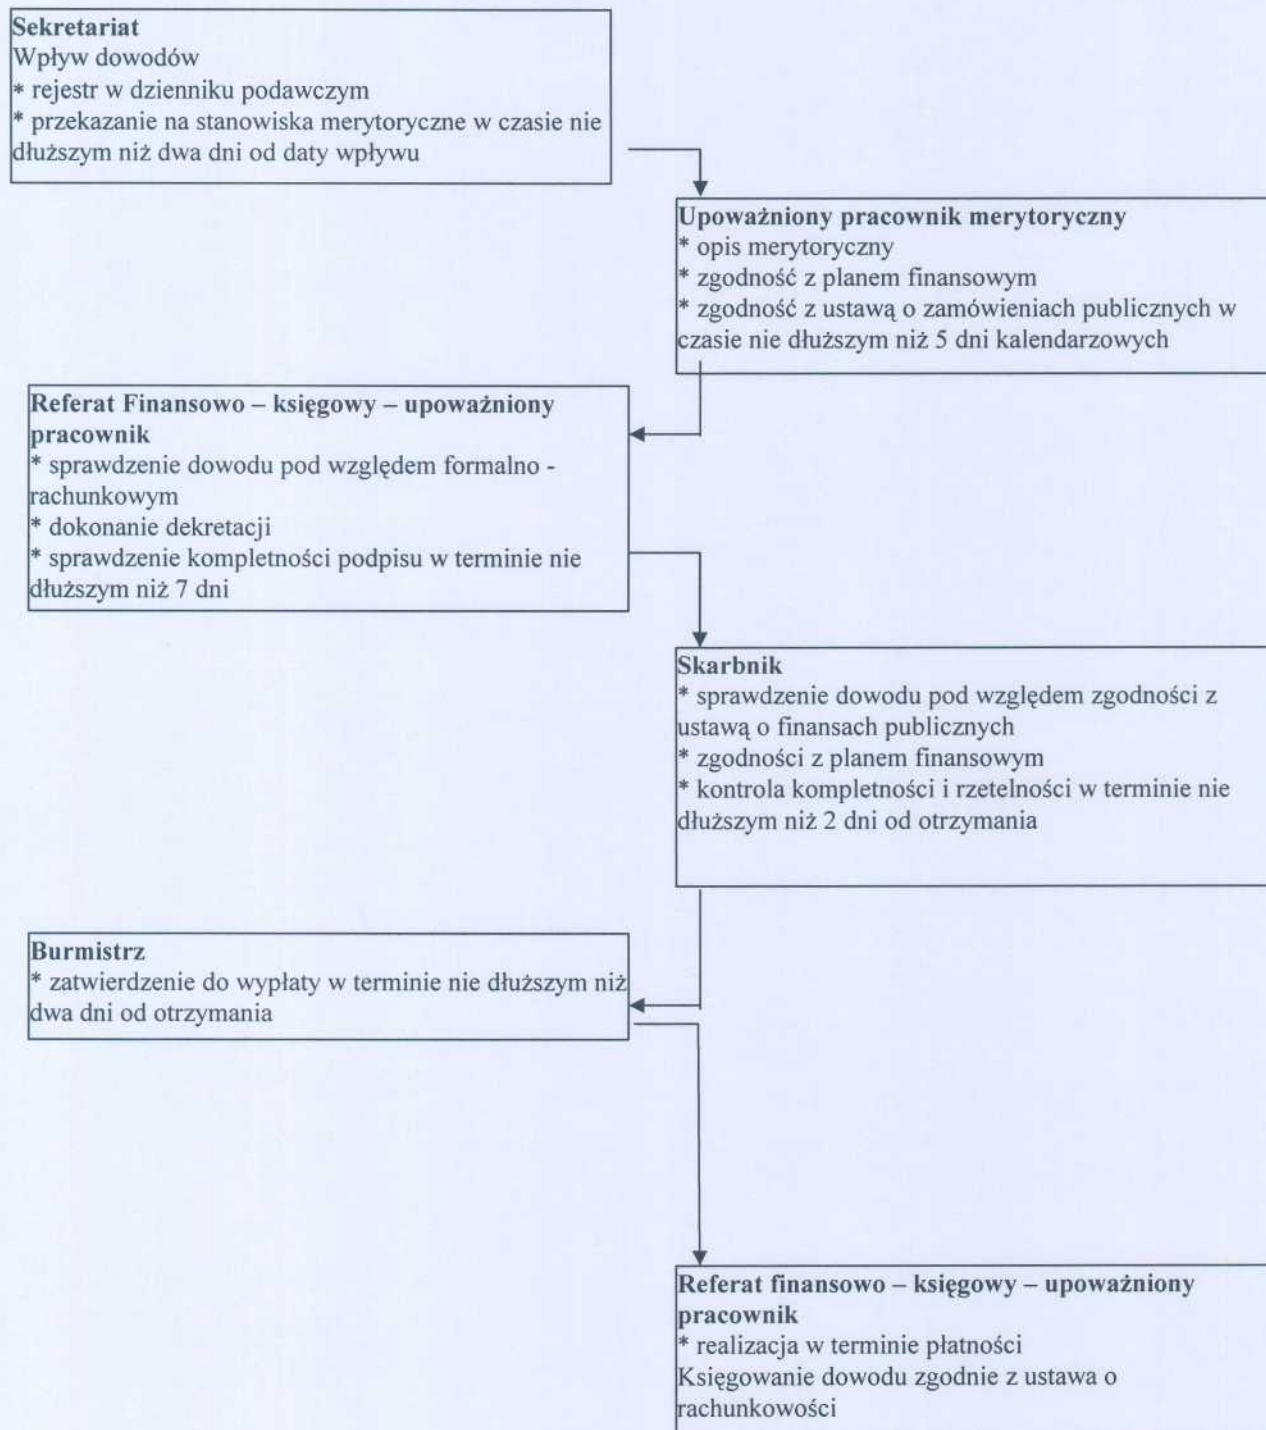 Sekretariat
Wpływ dowodów
* rejestr w dzienniku podawczym
* przekazanie na stanowiska merytoryczne w czasie nie
dłuższym niż dwa dni od daty wpływu
Upoważniony pracownik merytoryczny
* opis merytoryczny
* zgodność z planem finansowym
* zgodność z ustawą o zamówieniach publicznych w
czasie nie dłuższym niż 5 dni kalendarzowych
Referat Finansowo – księgowy – upoważniony
pracownik
* sprawdzenie dowodu pod względem formalno -
rachunkowym
* dokonanie dekretacji
* sprawdzenie kompletności podpisu w terminie nie
dłuższym niż 7 dni
Skarbnik
* sprawdzenie dowodu pod względem zgodności z
ustawą o finansach publicznych
* zgodności z planem finansowym
* kontrola kompletności i rzetelności w terminie nie
dłuższym niż 2 dni od otrzymania
Burmistrz
* zatwierdzenie do wypłaty w terminie nie dłuższym niż
dwa dni od otrzymania
Referat finansowo – księgowy – upoważniony
pracownik
* realizacja w terminie płatności
Księgowanie dowodu zgodnie z ustawa o
rachunkowości